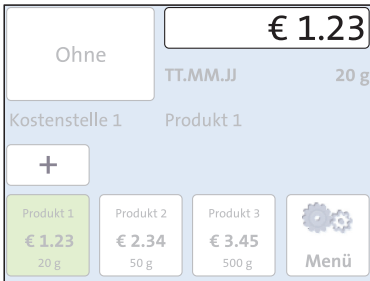 Ohne
€ 1.23
TT.MM.JJ 20 g
Kostenstelle 1 Produkt 1
+
Produkt 1 Produkt 2 Produkt 3
€ 1.23 € 2.34 € 3.45
20 g 50 g 500 g
Menü